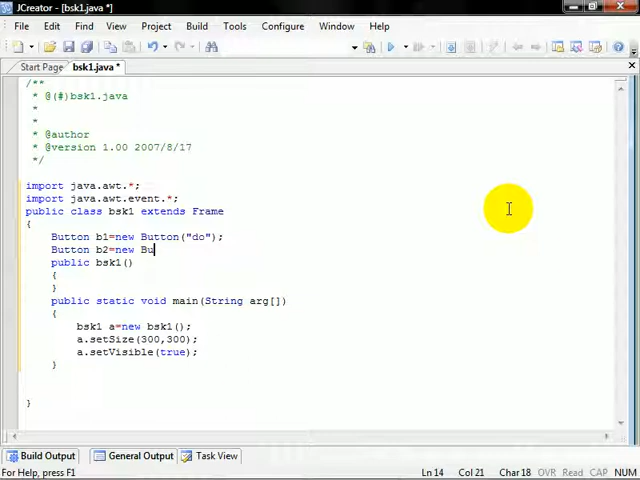 JCreator
File Edit Find View Project Build Tools Configure Window Help
Start Page bsk1.java *
/**
* @(#)bsk1.java
*
*
* @author
* @version 1.00 2007/8/17
*/
import java.awt.*;
import java.awt.event.*;
public class bsk1 extends Frame
{
Button b1=new Button("do");
Button b2=new Bu
public bsk1()
{
}
public static void main(String arg[])
{
bsk1 a=new bsk1();
a.setSize(300,300);
a.setVisible(true);
}
}
Build Output General Output Task View
For Help, press F1 Ln 14 Col 21 Char 18 OVR Read CAP NUM